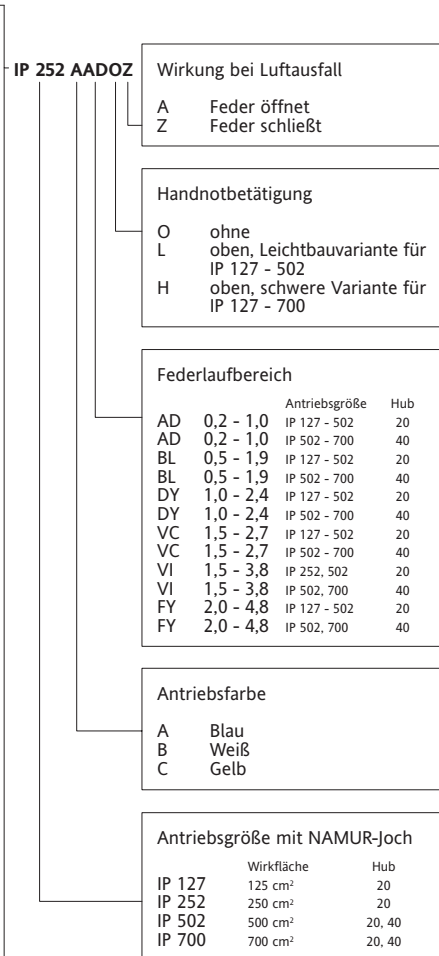 IP 252 AADOZ
Wirkung bei Luftausfall
A Feder öffnet
Z Feder schließt
Handnotbetätigung
O ohne
L oben, Leichtbauvariante für
IP 127 - 502
H oben, schwere Variante für
IP 127 - 700
Federlaufbereich
Antriebsgröße Hub
AD 0,2 - 1,0 IP 127 - 502 20
AD 0,2 - 1,0 IP 502 - 700 40
BL 0,5 - 1,9 IP 127 - 502 20
BL 0,5 - 1,9 IP 502 - 700 40
DY 1,0 - 2,4 IP 127 - 502 20
DY 1,0 - 2,4 IP 502 - 700 40
VC 1,5 - 2,7 IP 127 - 502 20
VC 1,5 - 2,7 IP 502 - 700 40
VI 1,5 - 3,8 IP 252, 502 20
VI 1,5 - 3,8 IP 502, 700 40
FY 2,0 - 4,8 IP 127 - 502 20
FY 2,0 - 4,8 IP 502, 700 40
Antriebsfarbe
A Blau
B Weiß
C Gelb
Antriebsgröße mit NAMUR-Joch
Wirkfläche Hub
IP 127 125 cm² 20
IP 252 250 cm² 20
IP 502 500 cm² 20, 40
IP 700 700 cm² 20, 40